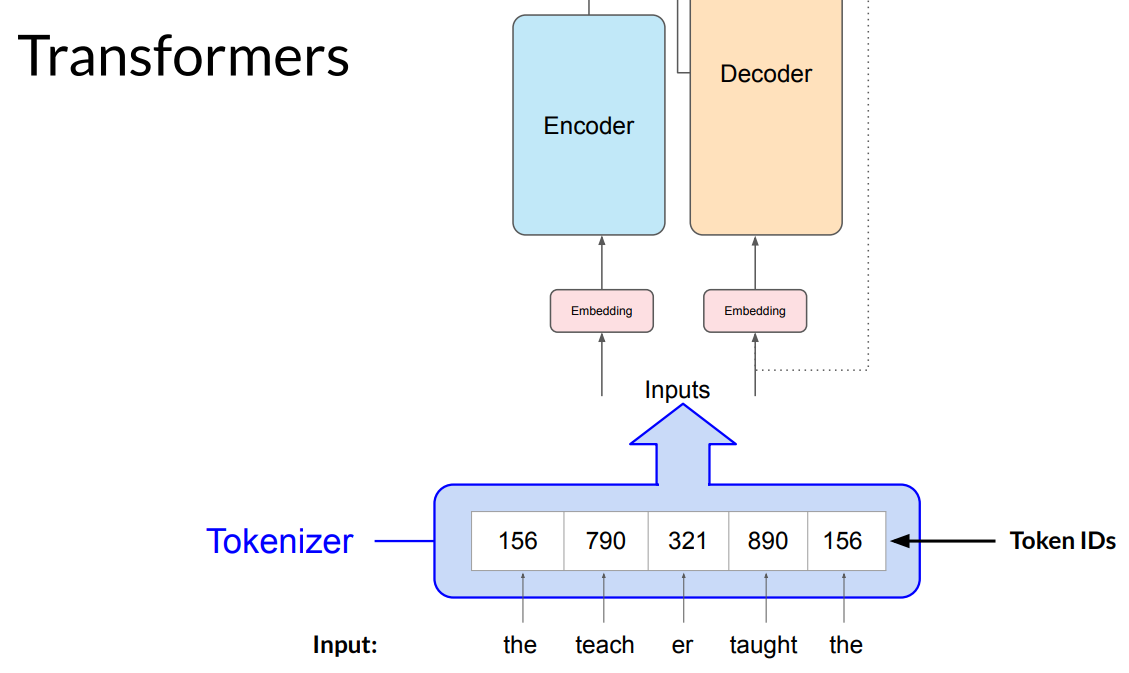 Transformers
Decoder
Encoder
Embedding
Embedding
Inputs
Tokenizer
156 790 321 890 156
Token IDs
Input: the teach er taught the